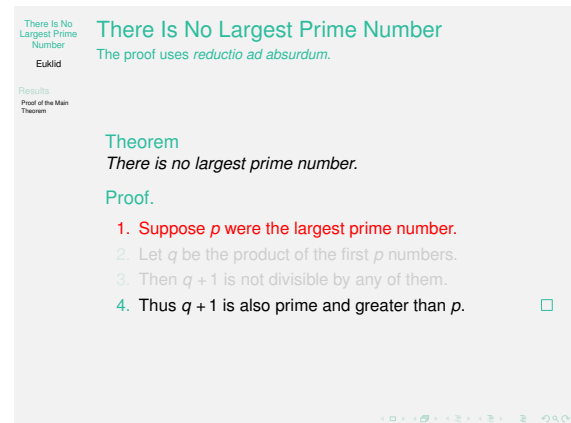 There Is No
Largest Prime
Number
Euklid
Results
Proof of the Main
Theorem
There Is No Largest Prime Number
The proof uses reductio ad absurdum.
Theorem
There is no largest prime number.
Proof.
1. Suppose p were the largest prime number.
2. Let q be the product of the first p numbers.
3. Then q + 1 is not divisible by any of them.
4. Thus q + 1 is also prime and greater than p.